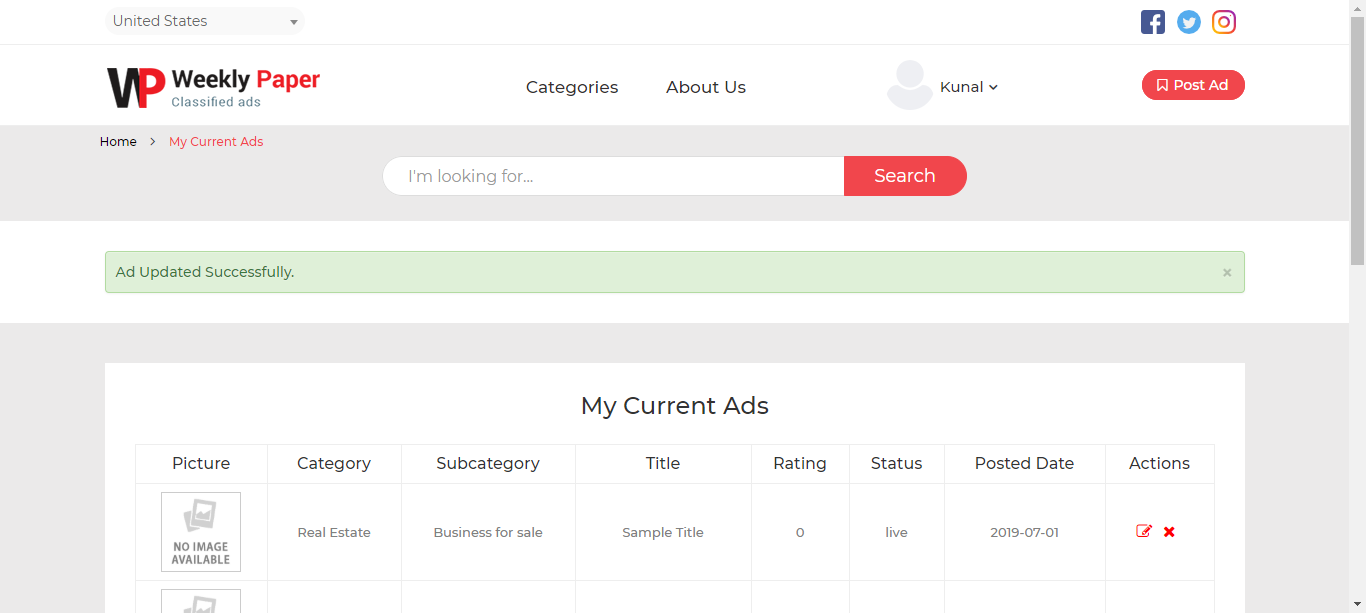 United States
WP Weekly Paper
Classified ads
Categories About Us Kunal Post Ad
Home > My Current Ads
I'm looking for... Search
Ad Updated Successfully. ×
My Current Ads
Picture Category Subcategory Title Rating Status Posted Date Actions
NO IMAGE
AVAILABLE
Real Estate Business for sale Sample Title 0 live 2019-07-01